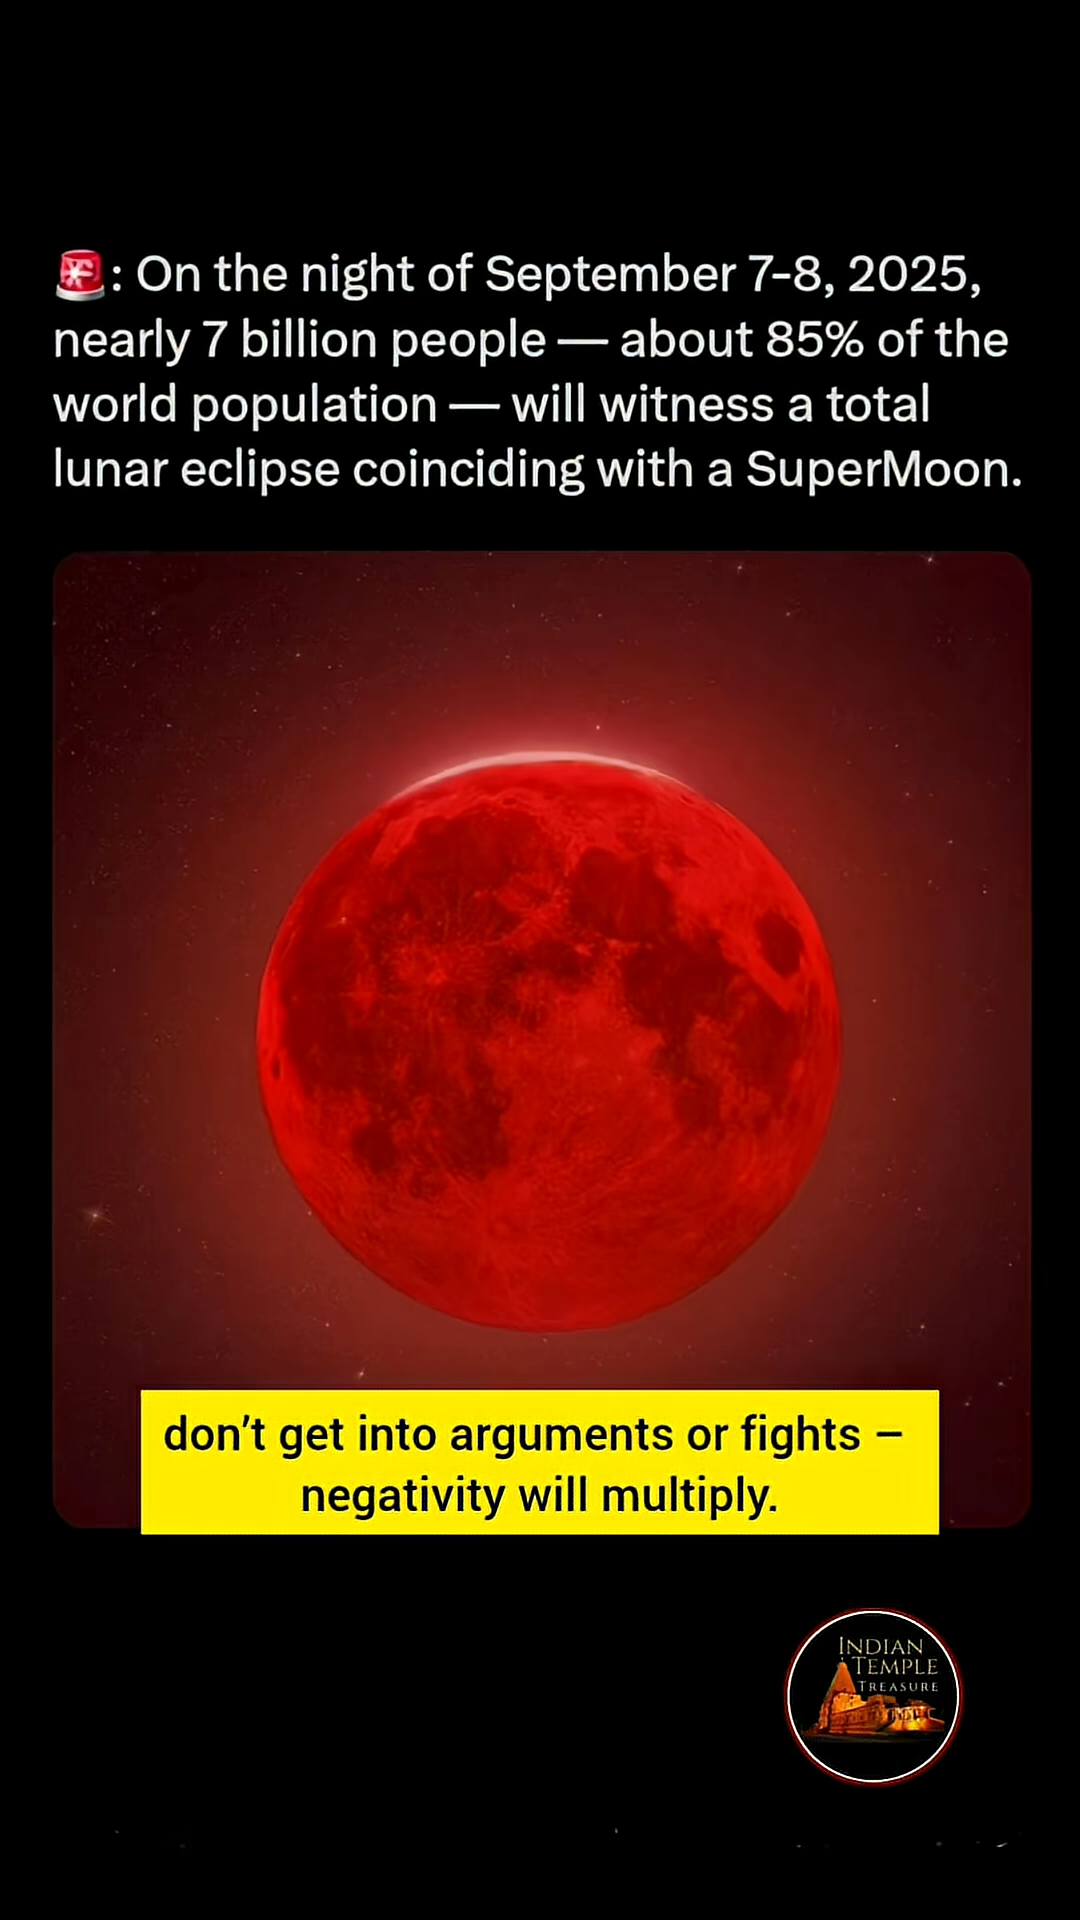 🚨: On the night of September 7-8, 2025,
nearly 7 billion people — about 85% of the
world population — will witness a total
lunar eclipse coinciding with a SuperMoon.
don't get into arguments or fights –
negativity will multiply.
INDIAN
TEMPLE
TREASURE